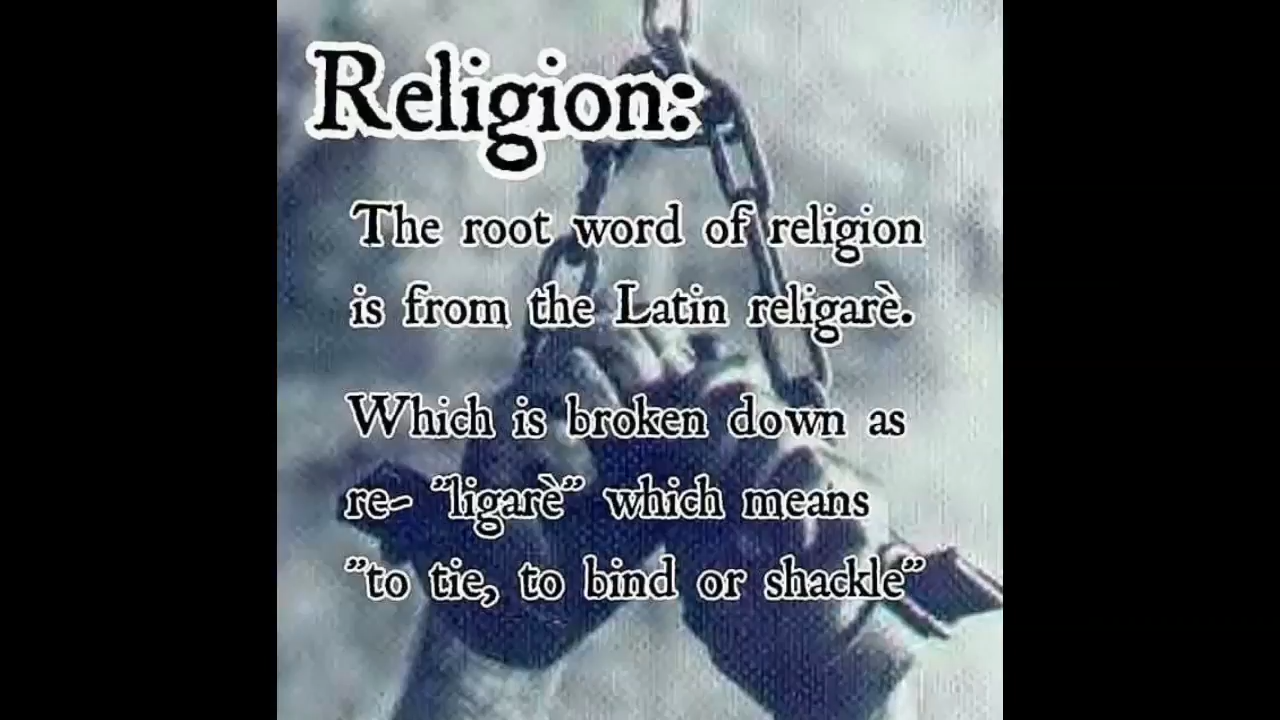 Religion:
The root word of religion
is from the Latin religarè.
Which is broken down as
re- "ligarè" which means
"to tie, to bind or shackle"